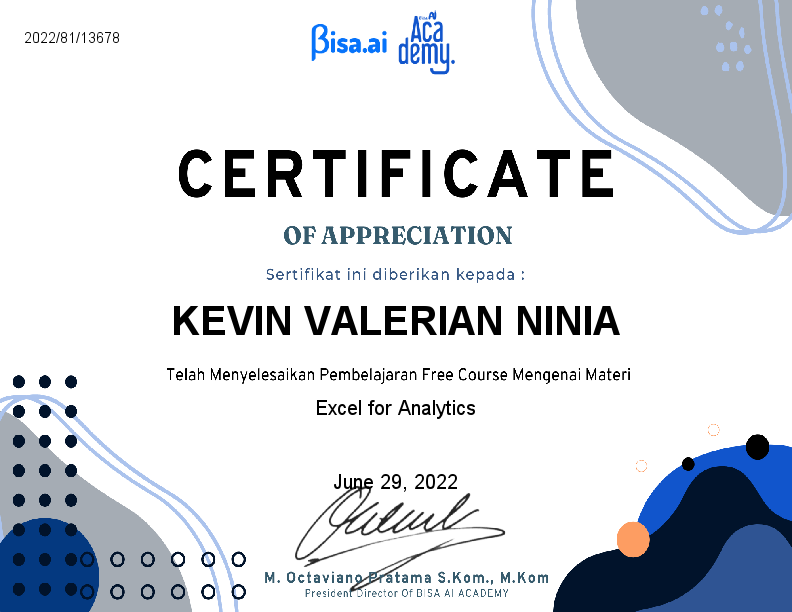 2022/81/13678
Bisa.ai
Bisa AI
Academy.
CERTIFICATE
OF APPRECIATION
Sertifikat ini diberikan kepada :
KEVIN VALERIAN NINIA
Telah Menyelesaikan Pembelajaran Free Course Mengenai Materi
Excel for Analytics
June 29, 2022
M. Octaviano Pratama S.Kom., M.Kom
President Director Of BISA AI ACADEMY